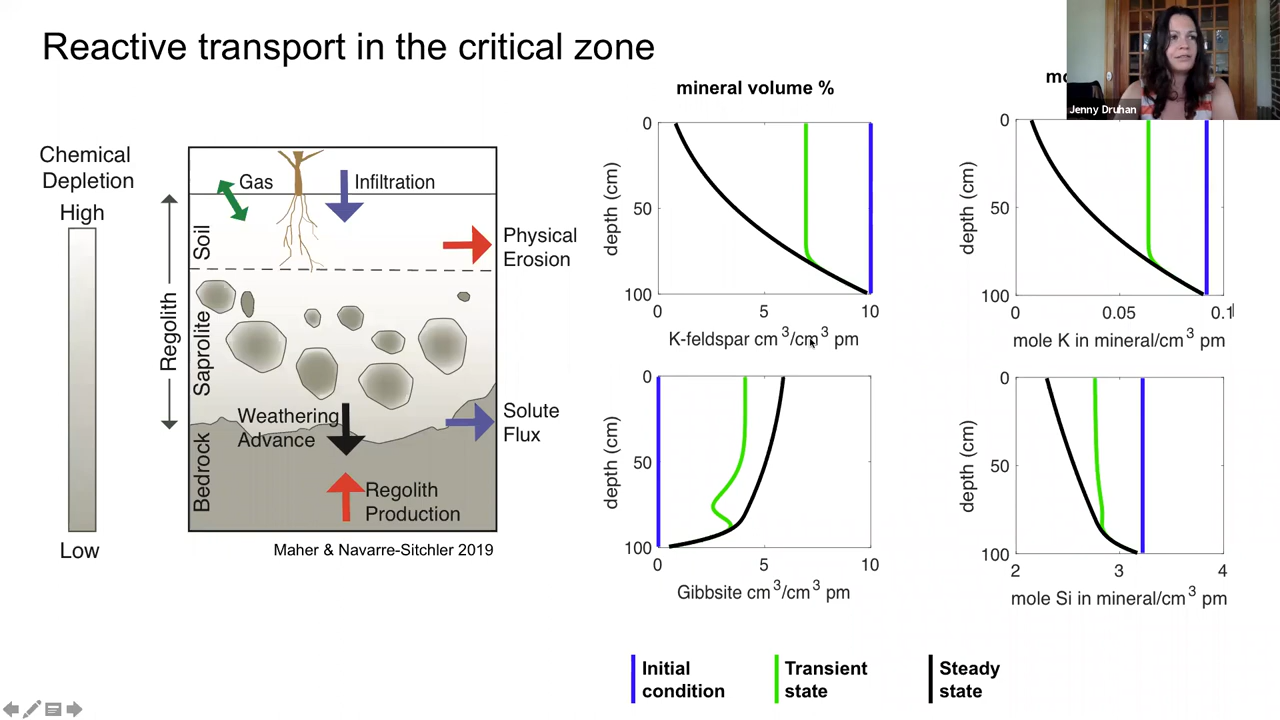 Reactive transport in the critical zone
Jenny Druhan
Chemical
Depletion
High
Low
Gas
Infiltration
Soil
Physical
Erosion
Regolith
Saprolite
Weathering
Advance
Solute
Flux
Bedrock
Regolith
Production
Maher & Navarre-Sitchler 2019
mineral volume %
0
50
100
depth (cm)
0 5 10
K-feldspar cm3/cm3 pm
0
50
100
depth (cm)
0 0.05 0.1
mole K in mineral/cm3 pm
0
50
100
depth (cm)
0 5 10
Gibbsite cm3/cm3 pm
0
50
100
depth (cm)
2 3 4
mole Si in mineral/cm3 pm
Initial
condition
Transient
state
Steady
state